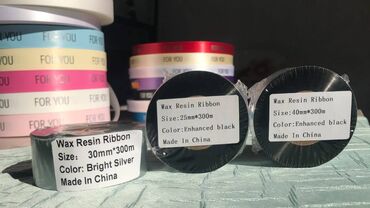 FOR YOU
FOR YOU
FOR YOU
FOR YOU
FOR YOU
FOR YOU
FOR YOU
Wax Resin Ribbon
Size: 30mm*300m
Color: Bright Silver
Made In China
Wax Resin Ribbon
Size:25mm*300m
Color:Enhanced black
Made In China
Wax Resin Ribbon
Size:40mm*300m
Color:Enhanced black
Made In China